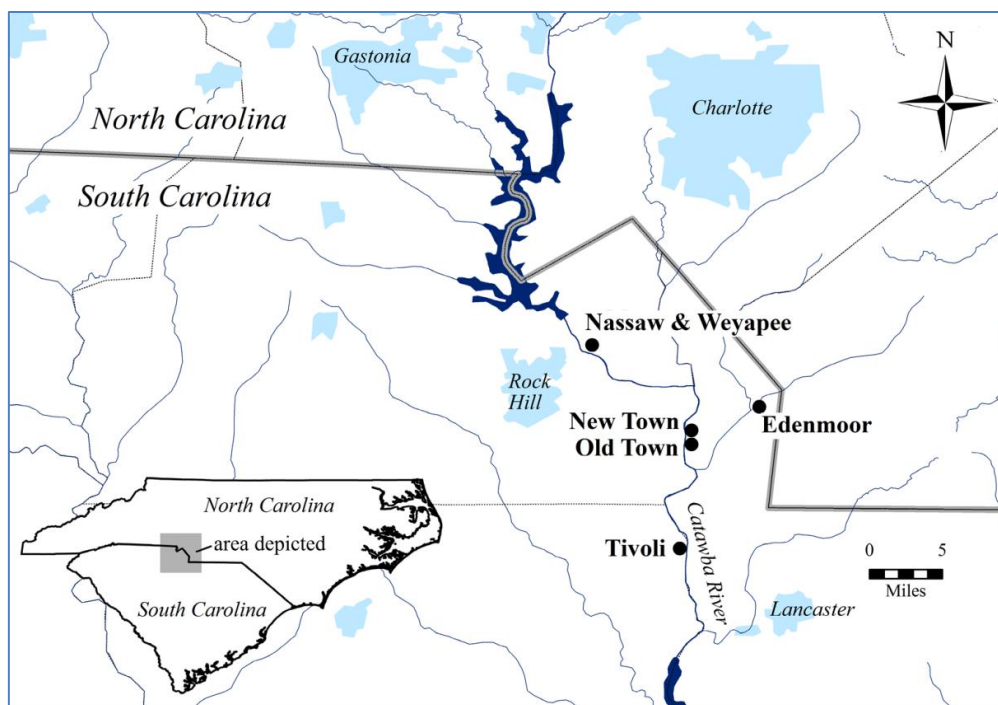 Gastonia
N
Charlotte
North Carolina
South Carolina
Nassaw & Weyapee
Rock
Hill
New Town
Old Town
Edenmoor
North Carolina
area depicted
South Carolina
Tivoli
Catawba River
0 5
Miles
Lancaster